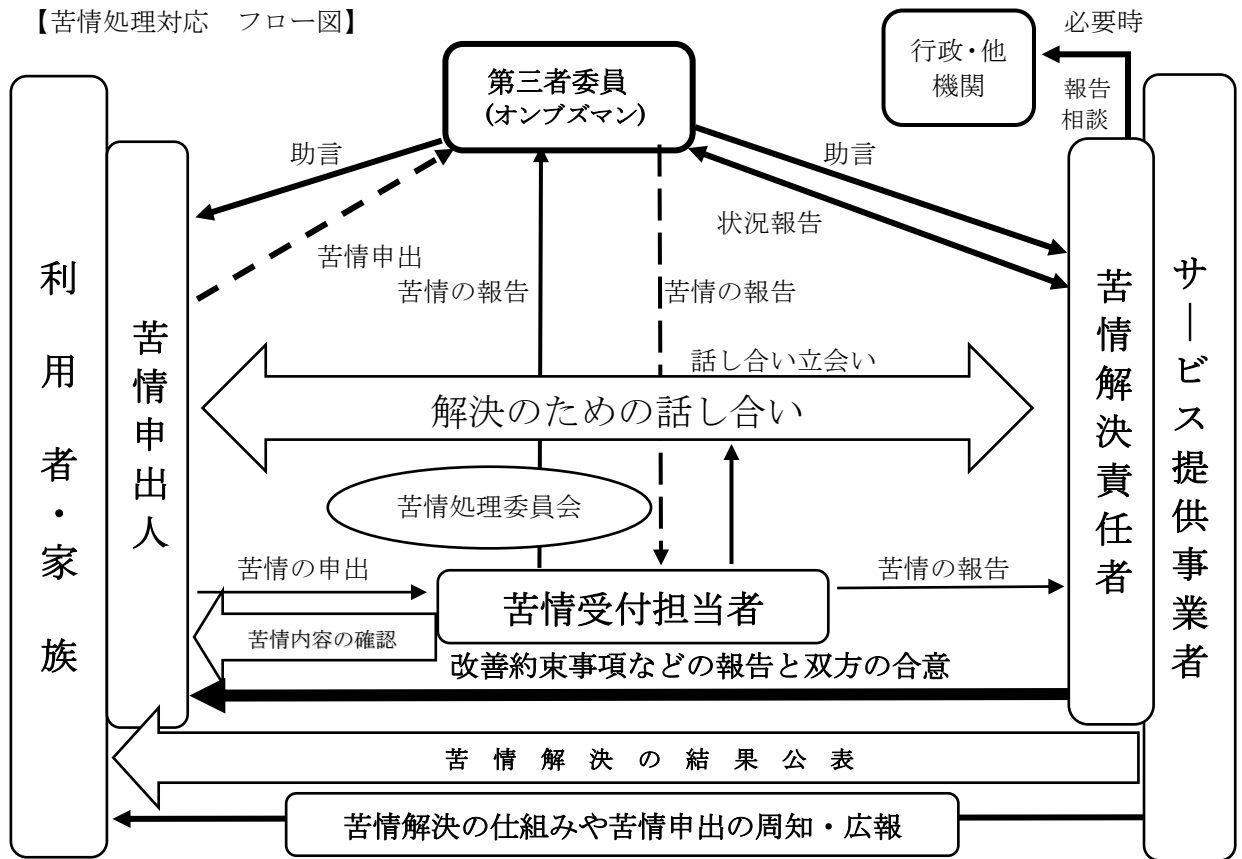 【苦情処理対応　フロー図】
必要時
行政・他
機関
報告
相談
第三者委員
(オンブズマン)
助言
助言
状況報告
苦情申出
苦情の報告
苦情の報告
利用者・家族
苦情申出人
苦情解決責任者
サービス提供事業者
話し合い立会い
解決のための話し合い
苦情処理委員会
苦情の申出
苦情の報告
苦情受付担当者
苦情内容の確認
改善約束事項などの報告と双方の合意
苦情解決の結果公表
苦情解決の仕組みや苦情申出の周知・広報